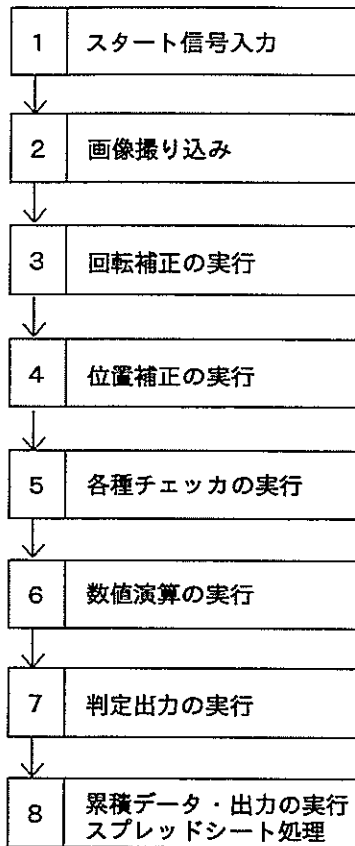 1 スタート信号入力
2 画像撮り込み
3 回転補正の実行
4 位置補正の実行
5 各種チェッカの実行
6 数値演算の実行
7 判定出力の実行
8 累積データ・出力の実行
スプレッドシート処理